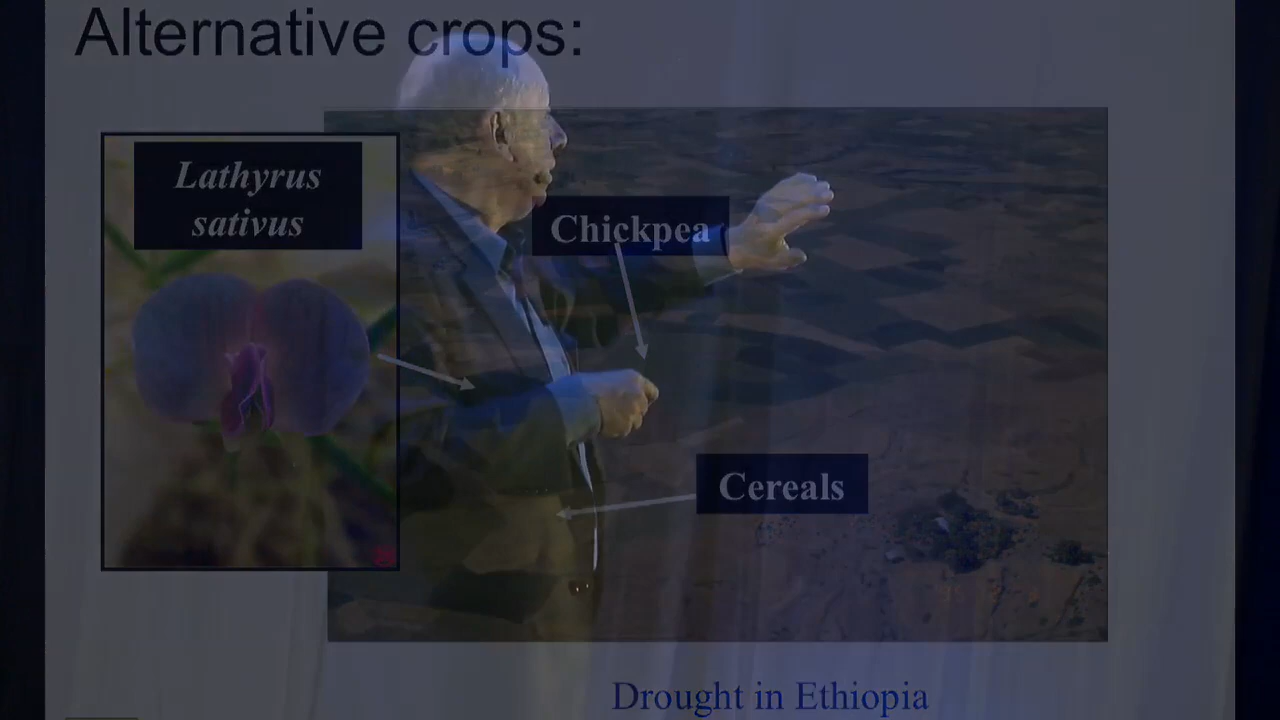 Alternative crops:
Lathyrus
sativus
Chickpea
Cereals
Drought in Ethiopia